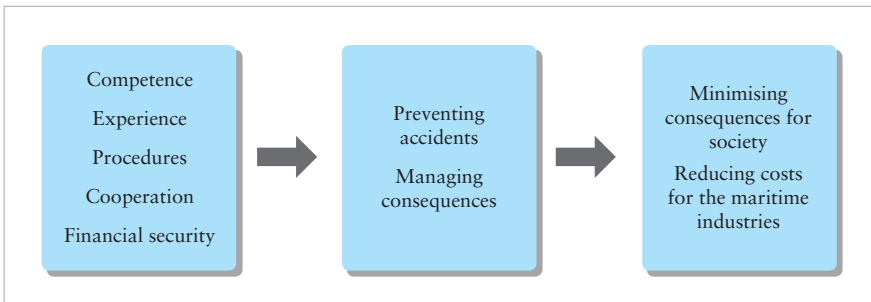 Competence
Experience
Procedures
Cooperation
Financial security
Preventing
accidents
Managing
consequences
Minimising
consequences for
society
Reducing costs
for the maritime
industries